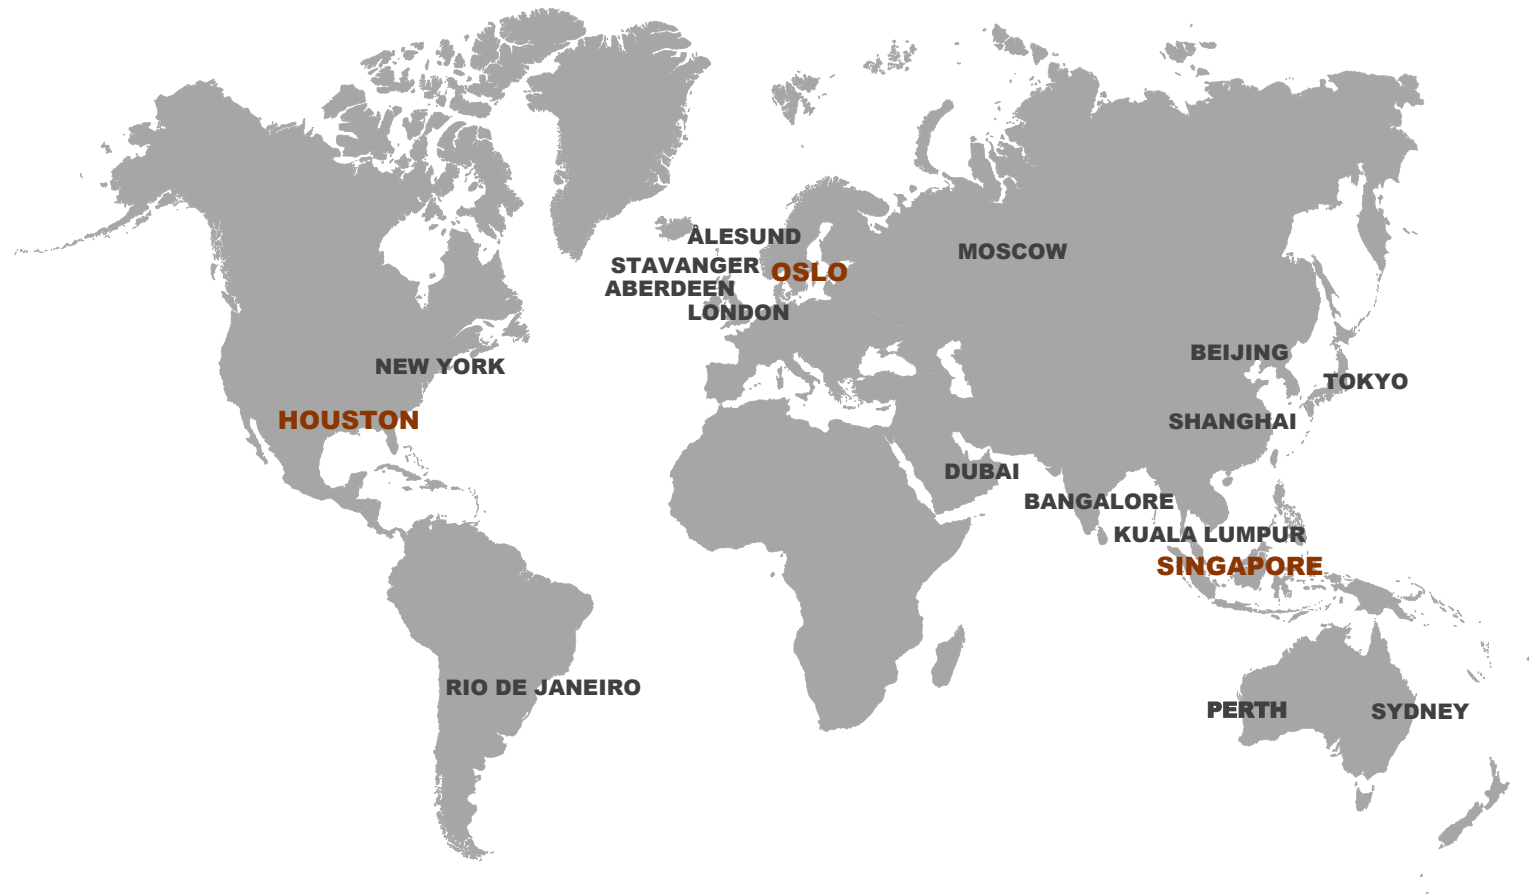 ÅLESUND
MOSCOW
STAVANGER
OSLO
ABERDEEN
LONDON
BEIJING
NEW YORK
TOKYO
HOUSTON
SHANGHAI
DUBAI
BANGALORE
KUALA LUMPUR
SINGAPORE
RIO DE JANEIRO
PERTH
SYDNEY